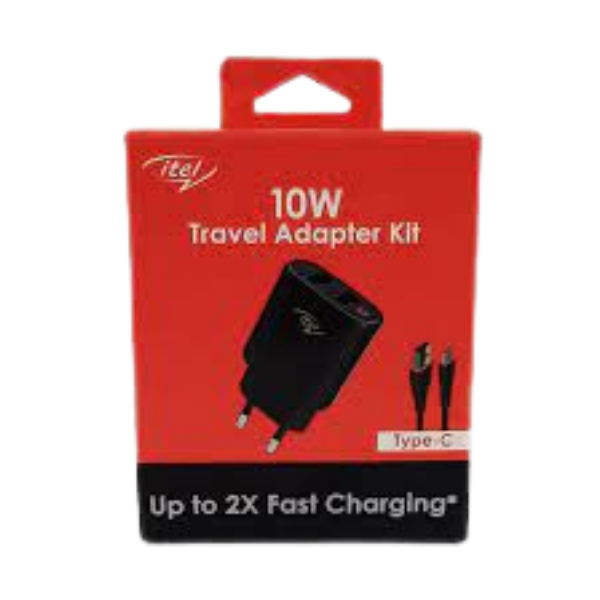 itel
10W
Travel Adapter Kit
itel
Type-C
Up to 2X Fast Charging*